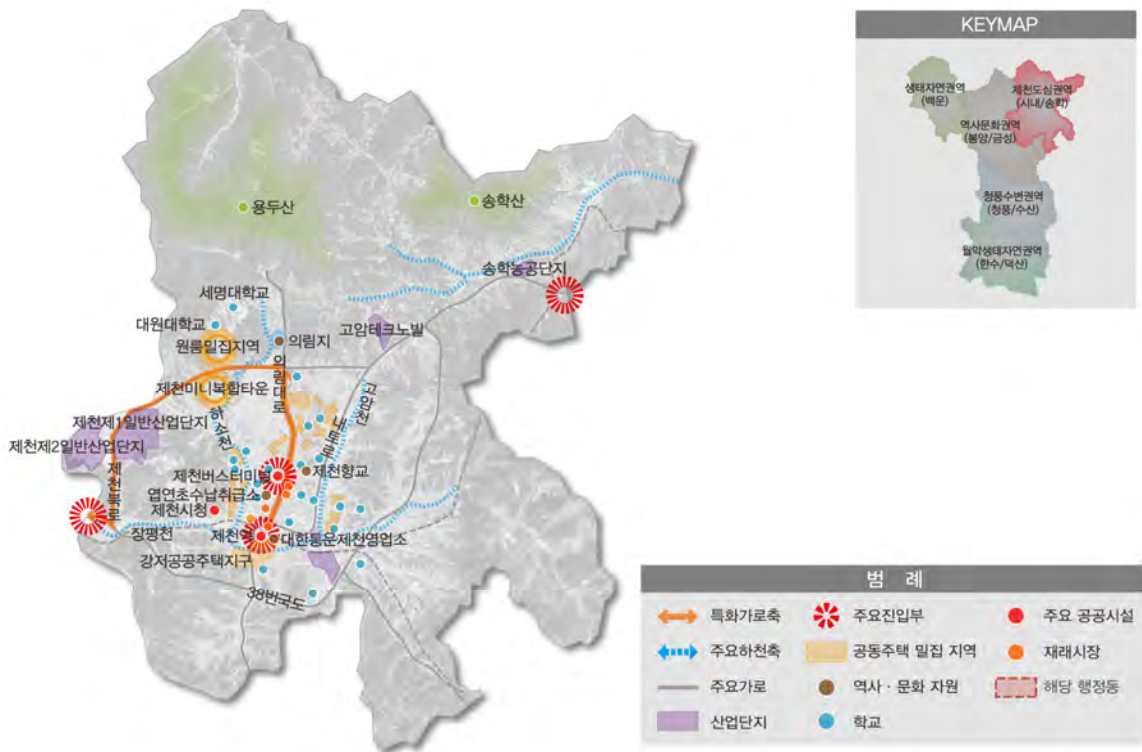 KEYMAP
생태자연권역
(백운)
제천도심권역
(시내/송학)
역사문화권역
(봉양/금성)
청풍수변권역
(청풍/수산)
월악생태자연권역
(한수/덕산)
용두산
송학산
송학농공단지
세명대학교
대원대학교
원룸밀집지역
의림지
고암테크노빌
의림대로
제천미니복합타운
고암천
하소천
제천제1일반산업단지
내토로
제천제2일반산업단지
제천북로
제천버스터미널
제천향교
엽연초수납취급소
제천시청
장평천
제천역
대한통운제천영업소
강저공공주택지구
38번국도
범 례
특화가로축
주요진입부
주요 공공시설
주요하천축
공동주택 밀집 지역
재래시장
주요가로
역사 · 문화 자원
해당 행정동
산업단지
학교